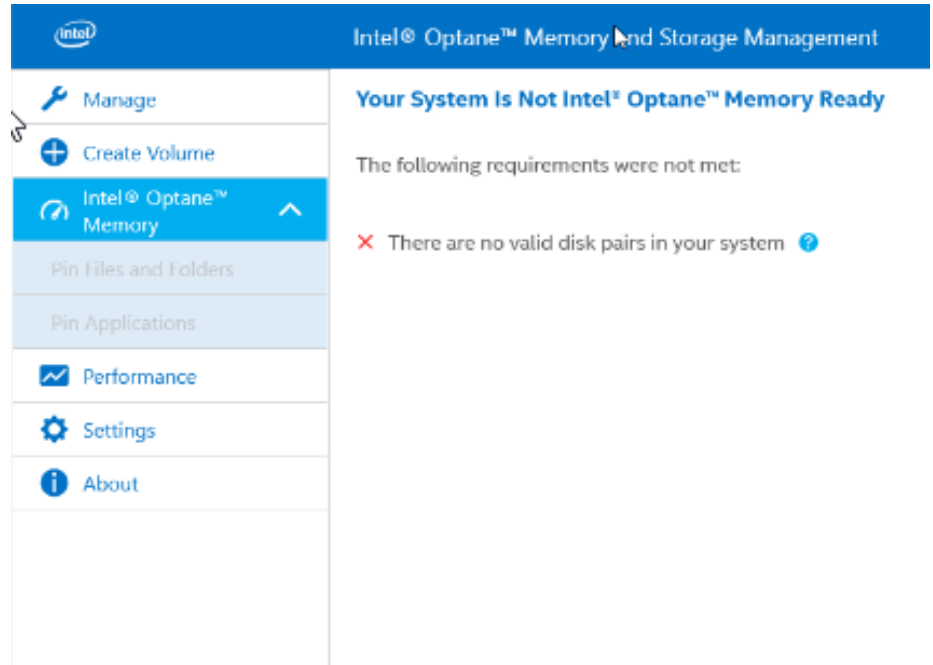 intel
Intel® Optane™ Memory and Storage Management
Manage
Create Volume
Intel® Optane™
Memory
Pin Files and Folders
Pin Applications
Performance
Settings
About
Your System Is Not Intel® Optane™ Memory Ready
The following requirements were not met:
There are no valid disk pairs in your system